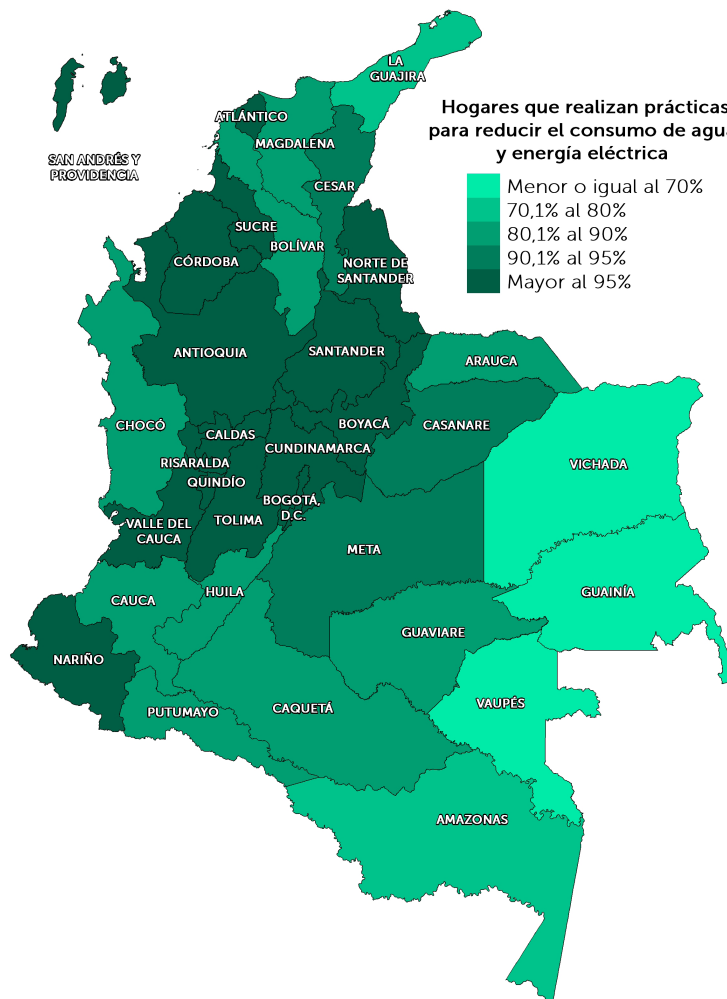 LA
GUAJIRA
Hogares que realizan prácticas
para reducir el consumo de agua
y energía eléctrica
Menor o igual al 70%
70,1% al 80%
80,1% al 90%
90,1% al 95%
Mayor al 95%
ATLÁNTICO
MAGDALENA
SAN ANDRÉS Y
PROVIDENCIA
CESAR
SUCRE
BOLÍVAR
CÓRDOBA
NORTE DE
SANTANDER
ANTIOQUIA
SANTANDER
ARAUCA
CHOCÓ
BOYACÁ
CASANARE
CALDAS
CUNDINAMARCA
RISARALDA
VICHADA
QUINDÍO
BOGOTÁ,
D.C.
VALLE DEL
CAUCA
TOLIMA
META
HUILA
GUAINÍA
CAUCA
GUAVIARE
NARIÑO
VAUPÉS
CAQUETÁ
PUTUMAYO
AMAZONAS